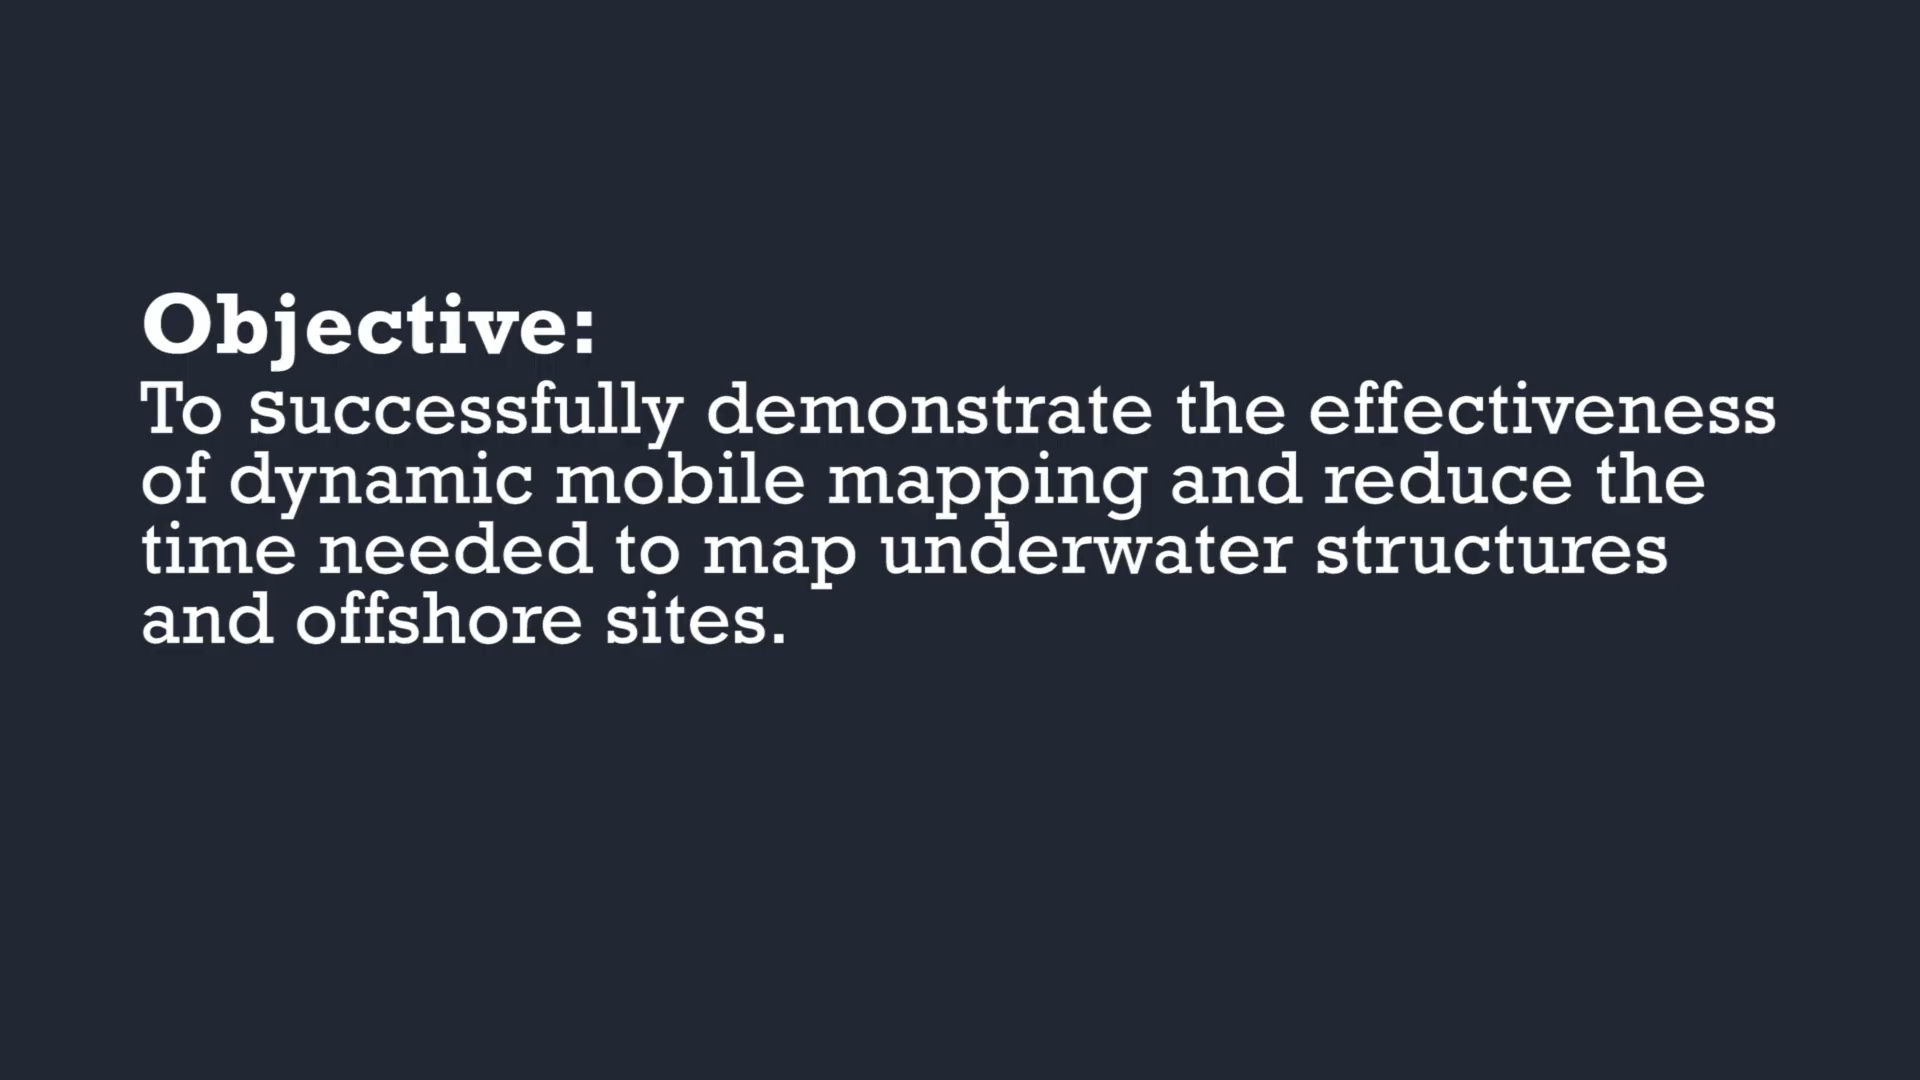 Objective:
To successfully demonstrate the effectiveness
of dynamic mobile mapping and reduce the
time needed to map underwater structures
and offshore sites.